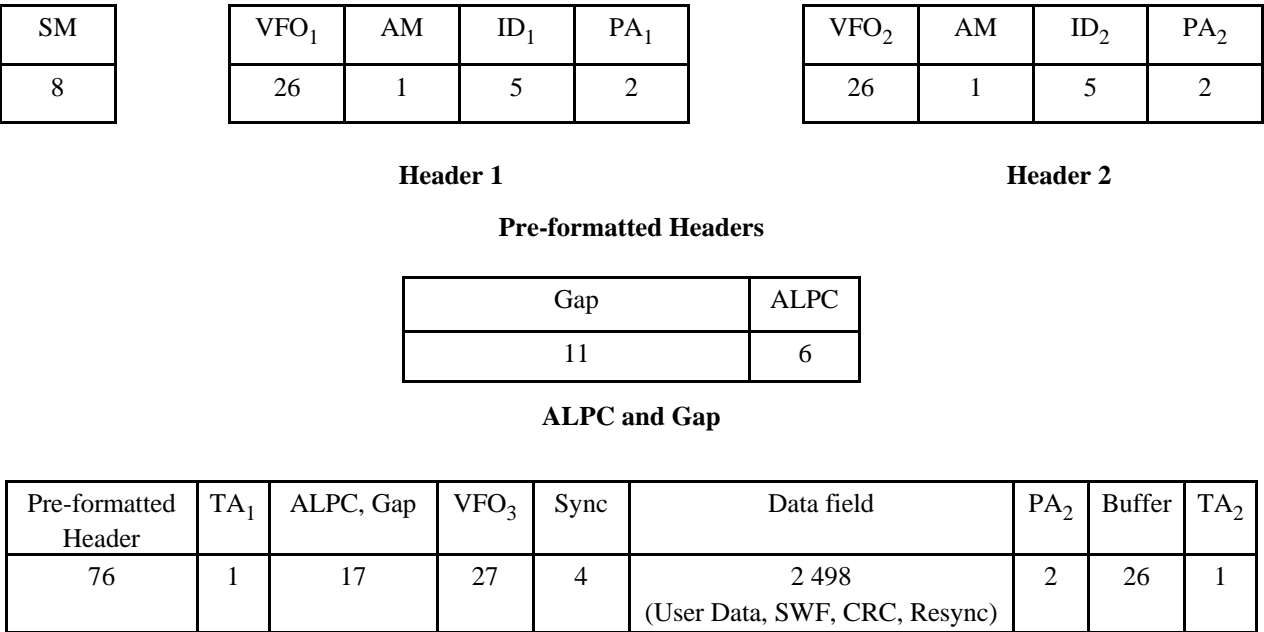 SM VFO1 AM ID1 PA1 VFO2 AM ID2 PA2
8 26 1 5 2 26 1 5 2
Header 1 Header 2
Pre-formatted Headers
Gap ALPC
11 6
ALPC and Gap
Pre-formatted TA1 ALPC, Gap VFO3 Sync Data field PA2 Buffer TA2
Header
76 1 17 27 4 2 498 2 26 1
(User Data, SWF, CRC, Resync)